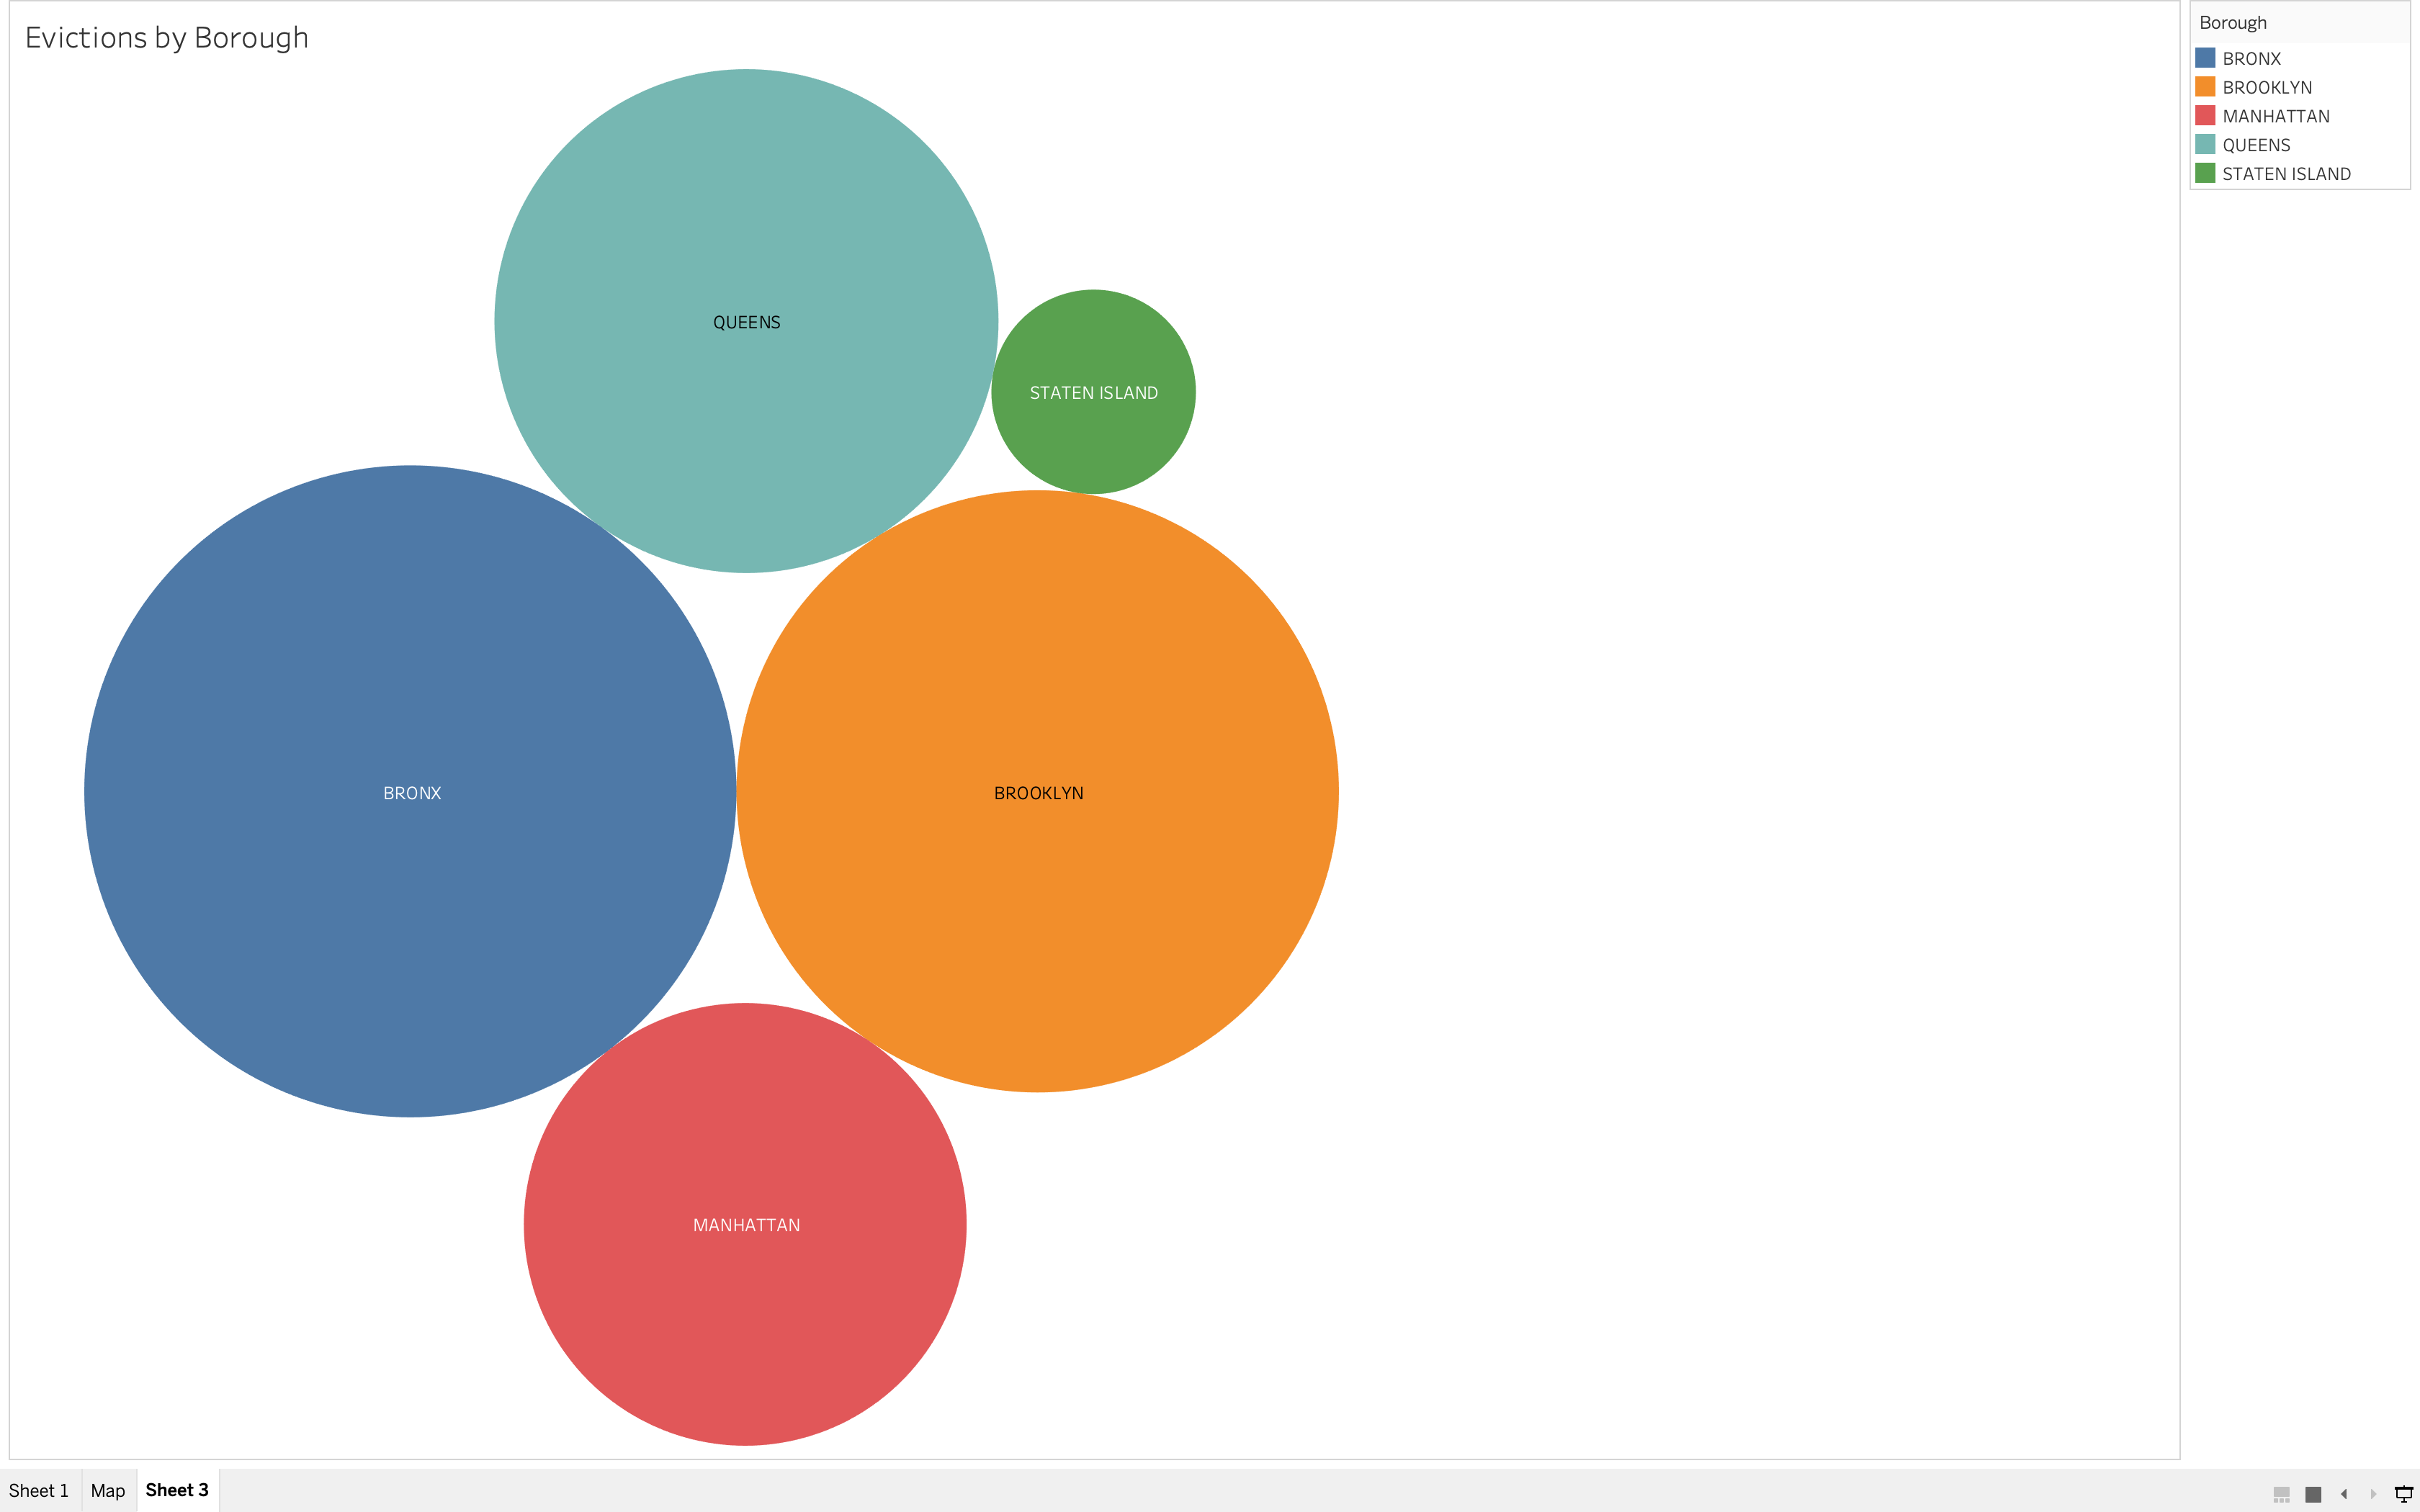 Evictions by Borough
Borough
BRONX
BROOKLYN
MANHATTAN
QUEENS
STATEN ISLAND
QUEENS
STATEN ISLAND
BRONX
BROOKLYN
MANHATTAN
Sheet 1
Map
Sheet 3